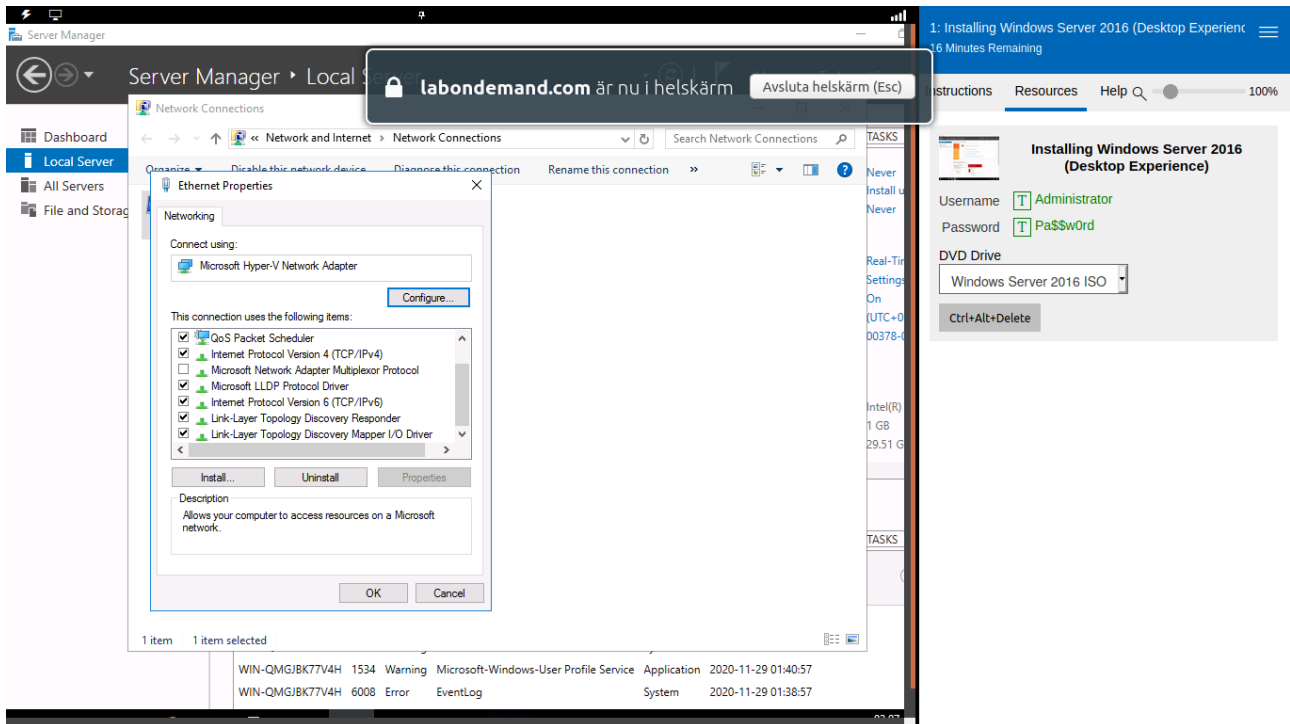 Server Manager
Server Manager • Local
labondemand.com är nu i helskärm
Avsluta helskärm (Esc)
Dashboard
Local Server
All Servers
File and Storag
Network Connections
« Network and Internet > Network Connections
Search Network Connections
Organize
Disable this network device
Diagnose this connection
Rename this connection
»
Ethernet Properties
Networking
Connect using:
Microsoft Hyper-V Network Adapter
Configure...
This connection uses the following items:
QoS Packet Scheduler
Internet Protocol Version 4 (TCP/IPv4)
Microsoft Network Adapter Multiplexor Protocol
Microsoft LLDP Protocol Driver
Internet Protocol Version 6 (TCP/IPv6)
Link-Layer Topology Discovery Responder
Link-Layer Topology Discovery Mapper I/O Driver
Install...
Uninstall
Properties
Description
Allows your computer to access resources on a Microsoft
network.
OK
Cancel
1 item
1 item selected
TASKS
Never
Install u
Never
Real-Tim
Settings
On
(UTC+0
00378-0
Intel(R)
1 GB
29.51 G
TASKS
WIN-QMGJBK77V4H 1534 Warning Microsoft-Windows-User Profile Service Application 2020-11-29 01:40:57
WIN-QMGJBK77V4H 6008 Error EventLog System 2020-11-29 01:38:57
1: Installing Windows Server 2016 (Desktop Experienc
16 Minutes Remaining
nstructions
Resources
Help
100%
Installing Windows Server 2016
(Desktop Experience)
Username
T Administrator
Password
T Pa$$w0rd
DVD Drive
Windows Server 2016 ISO
Ctrl+Alt+Delete